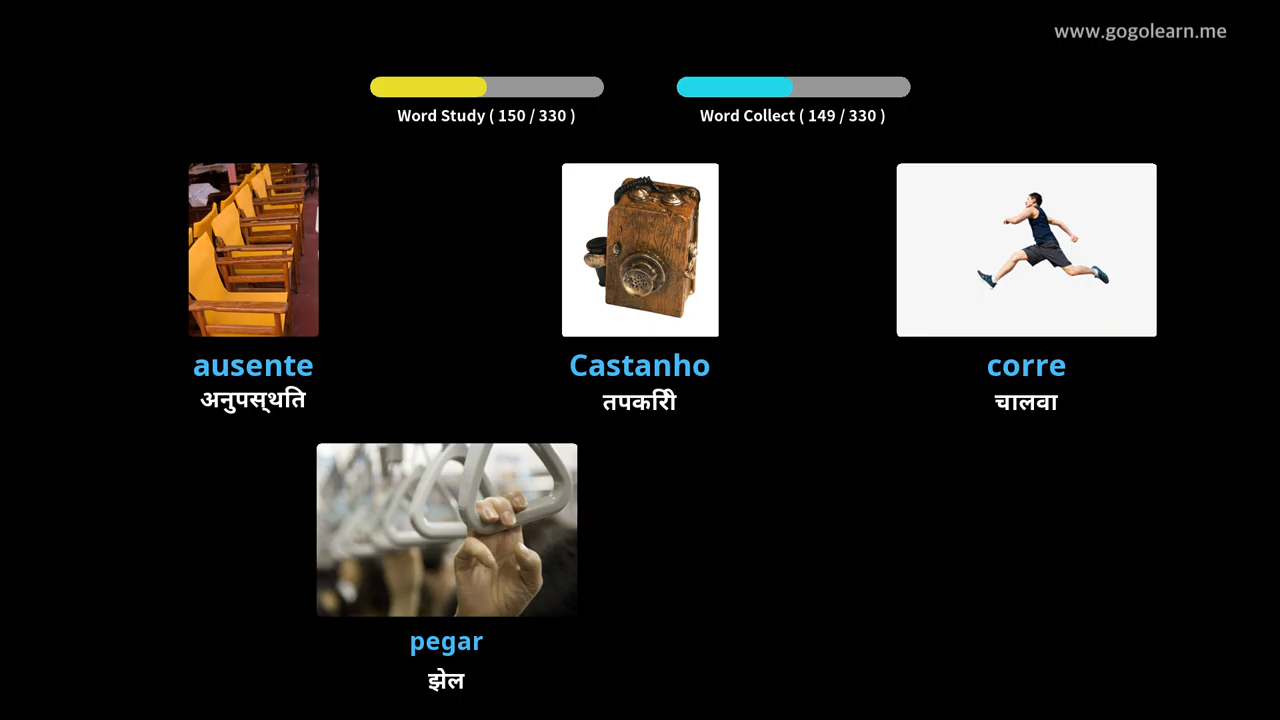 www.gogolearn.me
Word Study ( 150 / 330 )
Word Collect ( 149 / 330 )
ausente
अनुपस्थति
Castanho
तपकरिी
corre
चालवा
pegar
झेल